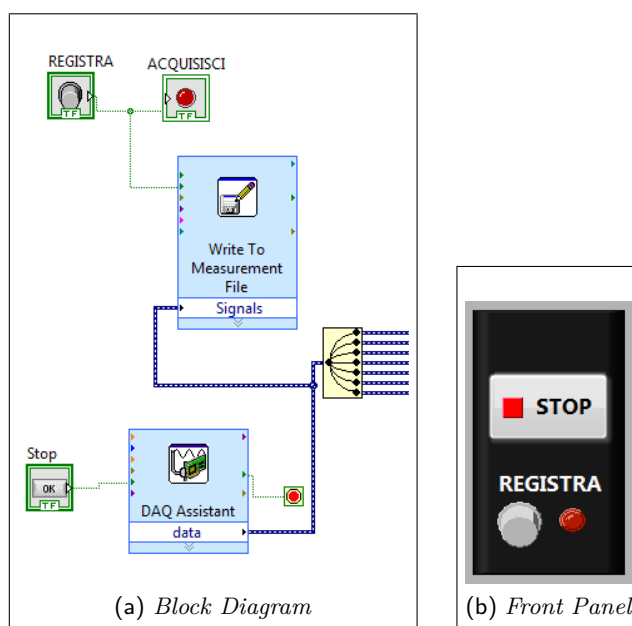 REGISTRA
ACQUISISCI
TF
TF
Write To
Measurement
File
Signals
Stop
OK
TF
DAQ Assistant
data
(a) Block Diagram
STOP
REGISTRA
(b) Front Panel